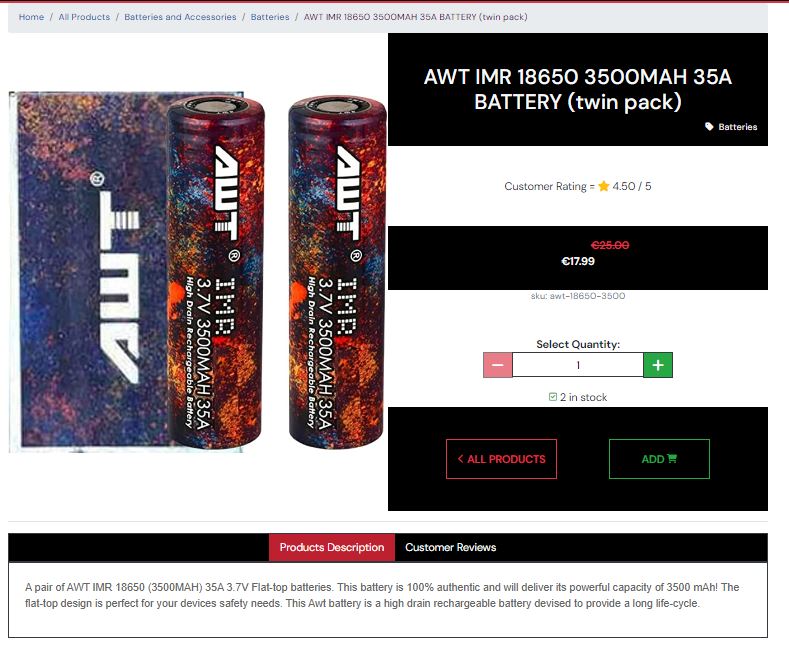 Home / All Products / Batteries and Accessories / Batteries / AWT IMR 18650 3500MAH 35A BATTERY (twin pack)
AWT®
AWT®
IMR
3.7V 3500MAH 35A
High Drain Rechargeable Battery
AWT®
IMR
3.7V 3500MAH 35A
High Drain Rechargeable Battery
AWT IMR 18650 3500MAH 35A
BATTERY (twin pack)
Batteries
Customer Rating = 4.50 / 5
€25.00
€17.99
sku: awt-18650-3500
Select Quantity:
− 1 +
2 in stock
< ALL PRODUCTS
ADD
Products Description
Customer Reviews
A pair of AWT IMR 18650 (3500MAH) 35A 3.7V Flat-top batteries. This battery is 100% authentic and will deliver its powerful capacity of 3500 mAh! The
flat-top design is perfect for your devices safety needs. This Awt battery is a high drain rechargeable battery devised to provide a long life-cycle.